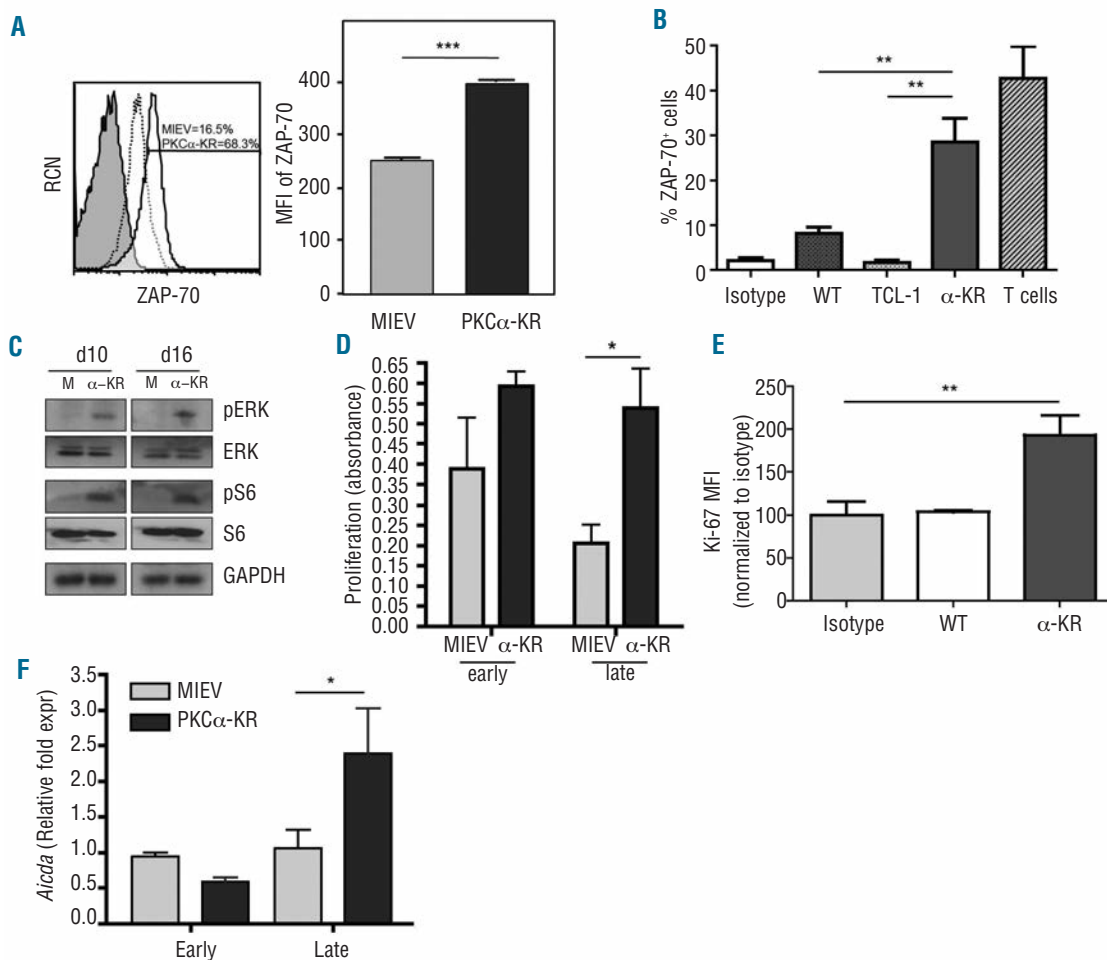 A
RCN
MIEV=16.5%
PKCα-KR=68.3%
ZAP-70
MFI of ZAP-70
400
300
200
100
0
***
MIEV
PKCα-KR
B
% ZAP-70+ cells
50
40
30
20
10
0
**
**
Isotype
WT
TCL-1
α-KR
T cells
C
d10
d16
M
α–KR
M
α–KR
pERK
ERK
pS6
S6
GAPDH
D
Proliferation (absorbance)
0.65
0.60
0.55
0.50
0.45
0.40
0.35
0.30
0.25
0.20
0.15
0.10
0.05
0.00
*
MIEV α-KR
MIEV α-KR
early
late
E
Ki-67 MFI
(normalized to isotype)
250
200
150
100
50
0
**
Isotype
WT
α-KR
F
Aicda (Relative fold expr)
3.5
3.0
2.5
2.0
1.5
1.0
0.5
0.0
MIEV
PKCα-KR
*
Early
Late